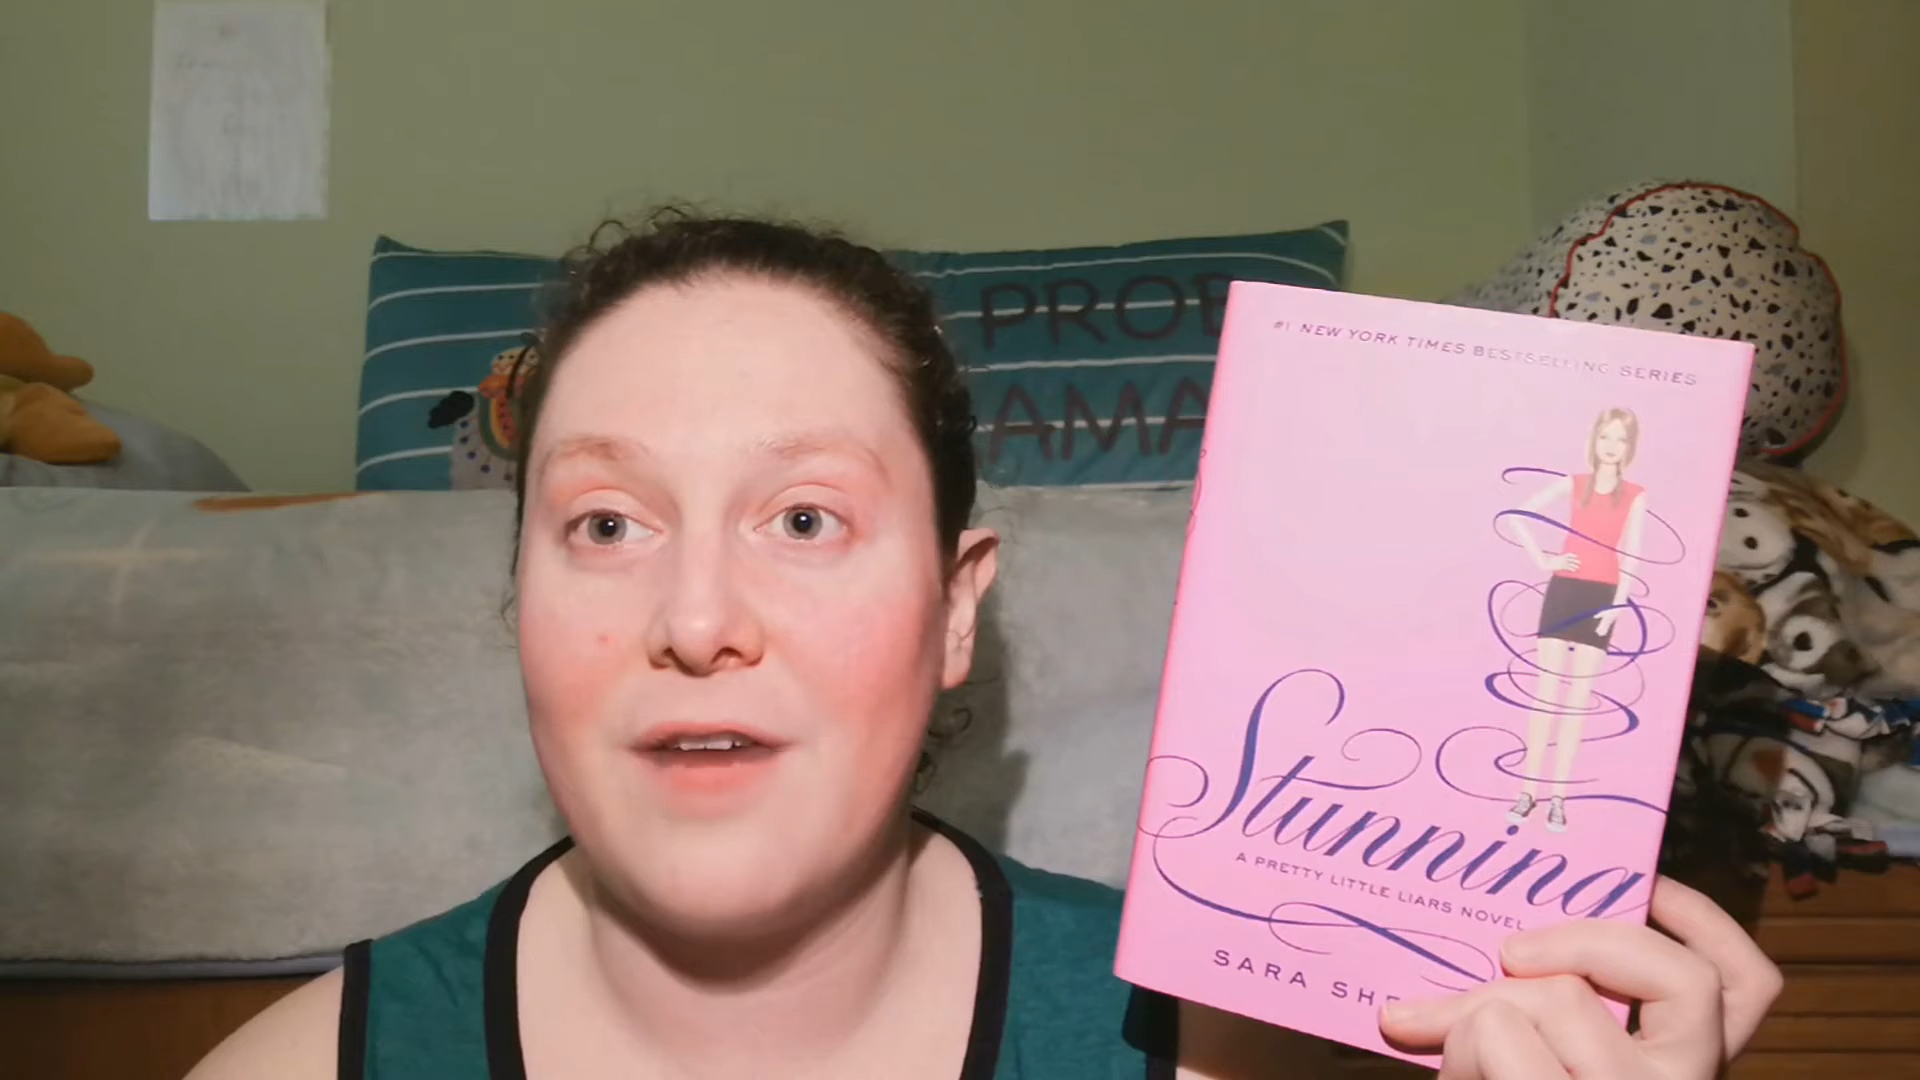 PROB
AMA
#1 NEW YORK TIMES BESTSELLING SERIES
Stunning
A PRETTY LITTLE LIARS NOVEL
SARA SHE